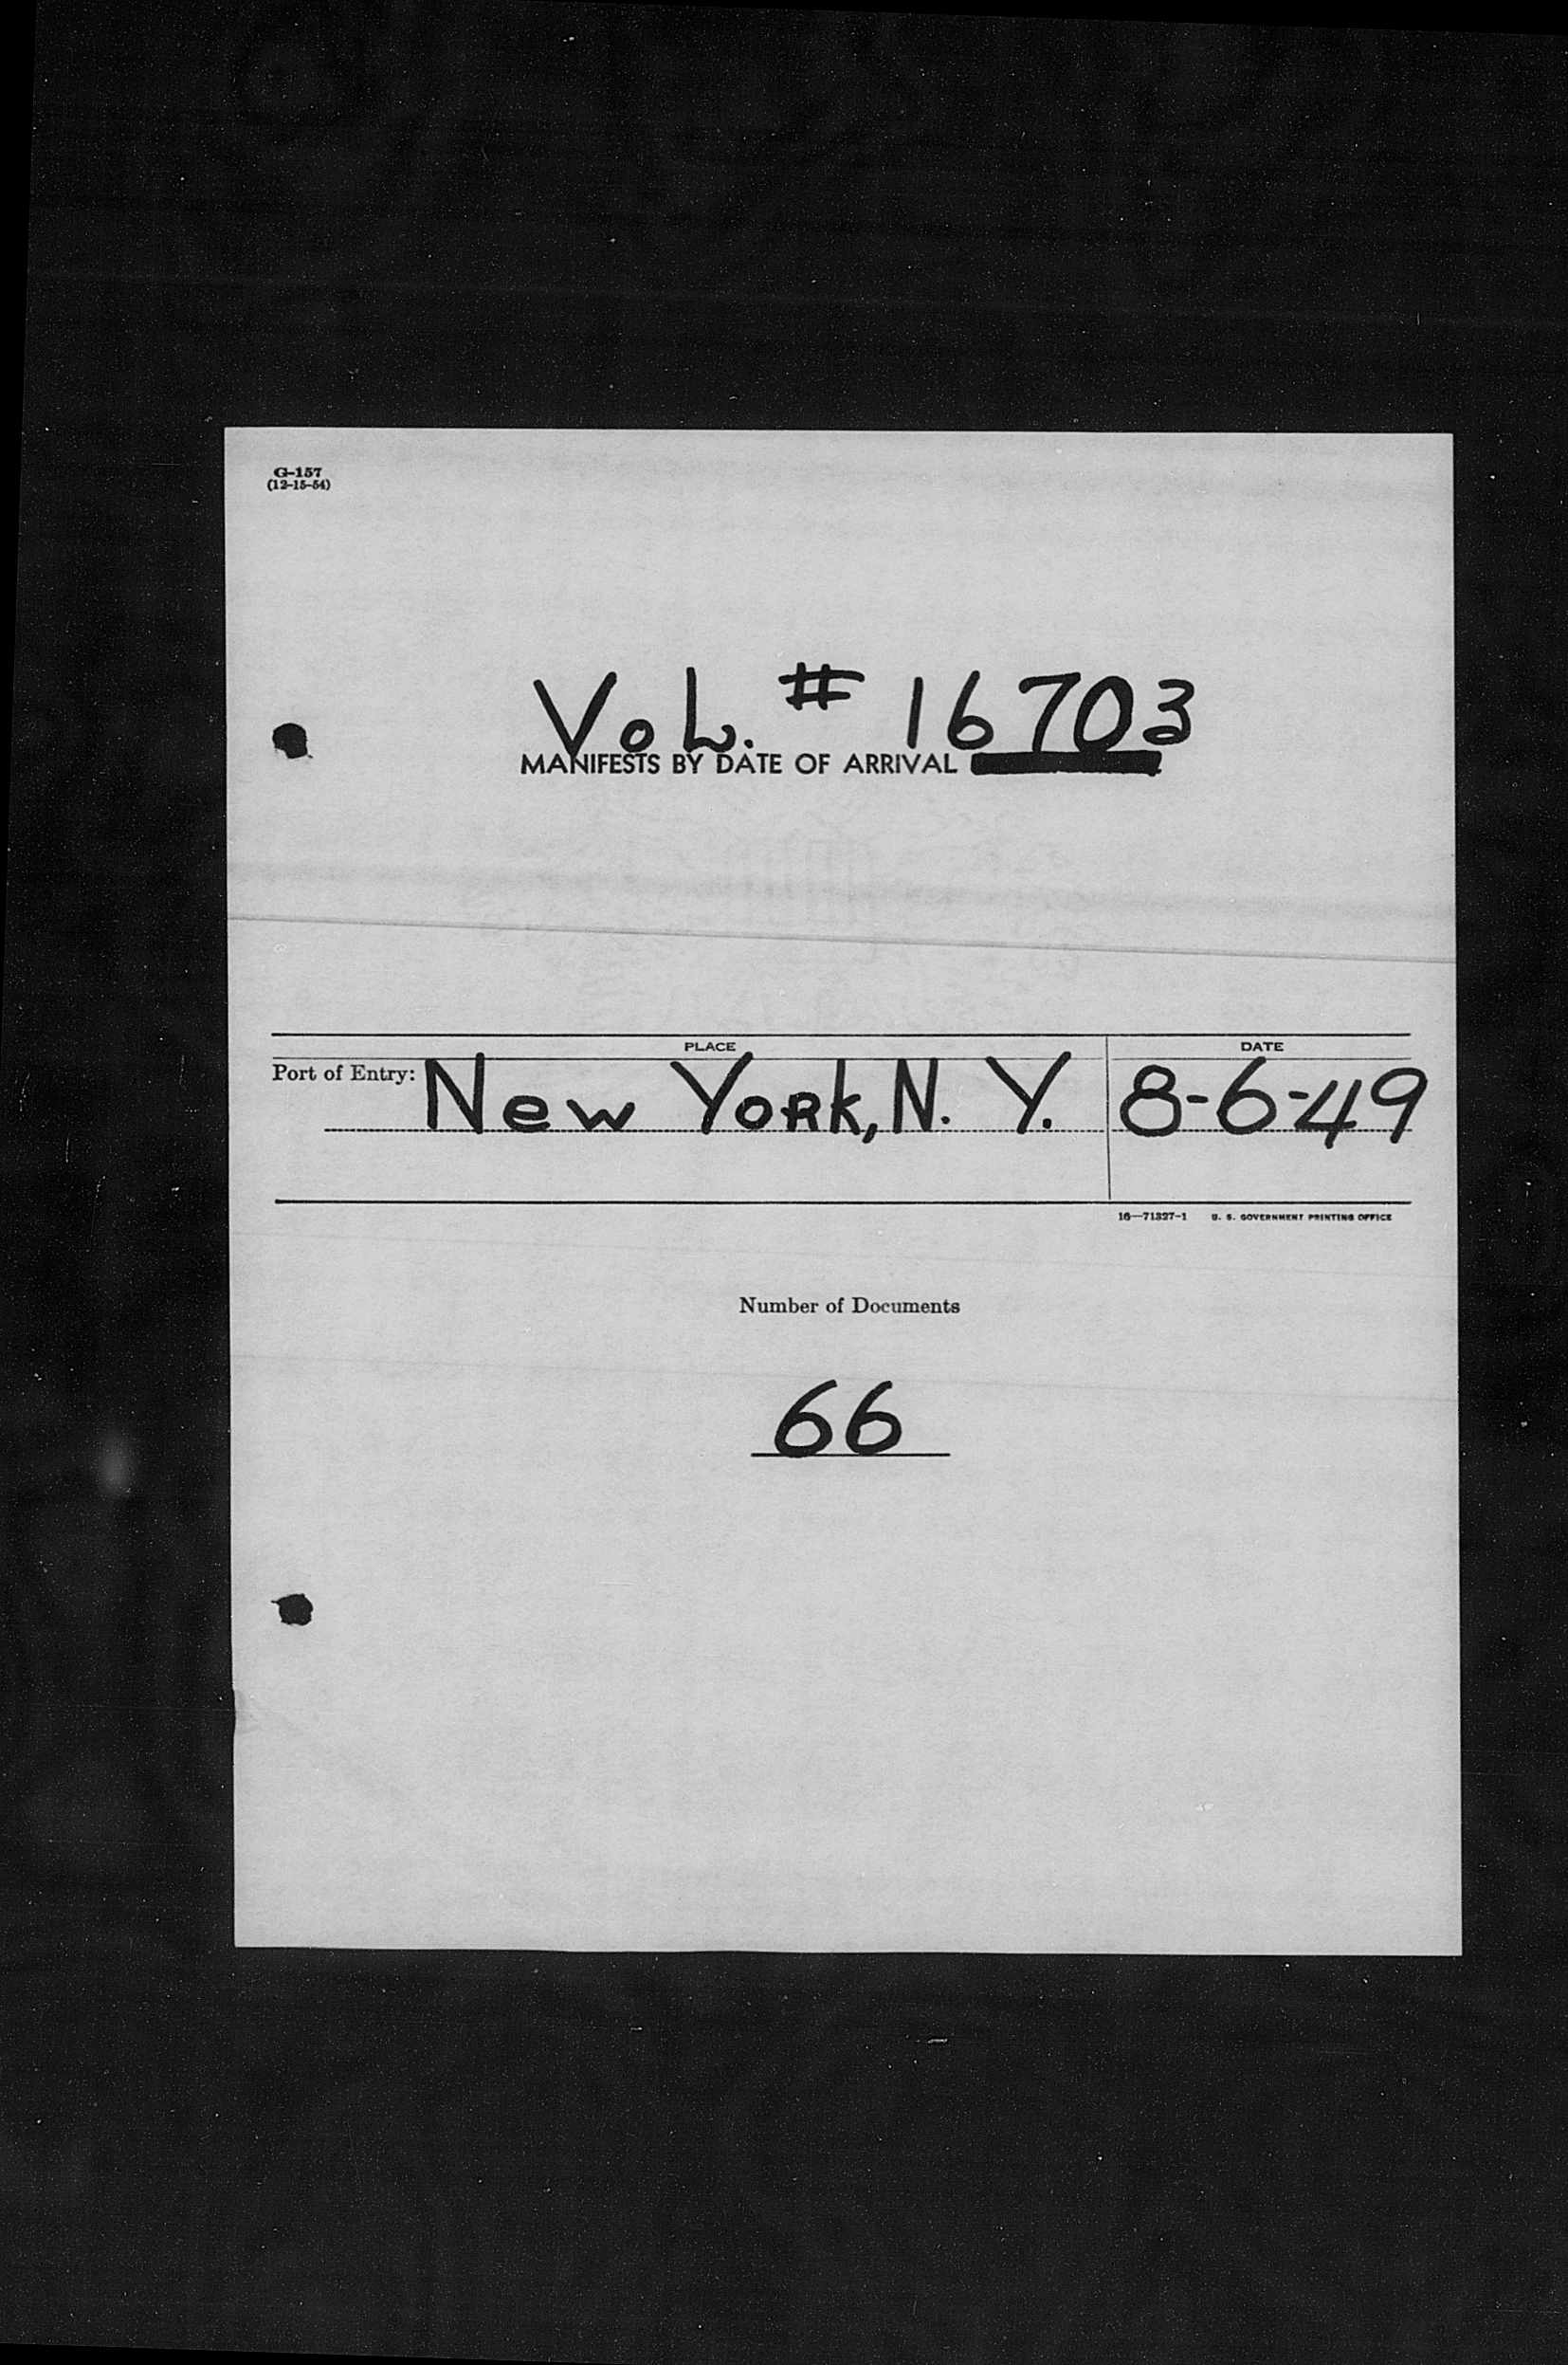 G-157
(12-15-54)
VoL. # 16703
MANIFESTS BY DATE OF ARRIVAL
PLACE
DATE
Port of Entry: New York, N. Y. 8-6-49
16—71327-1 U. S. GOVERNMENT PRINTING OFFICE
Number of Documents
66